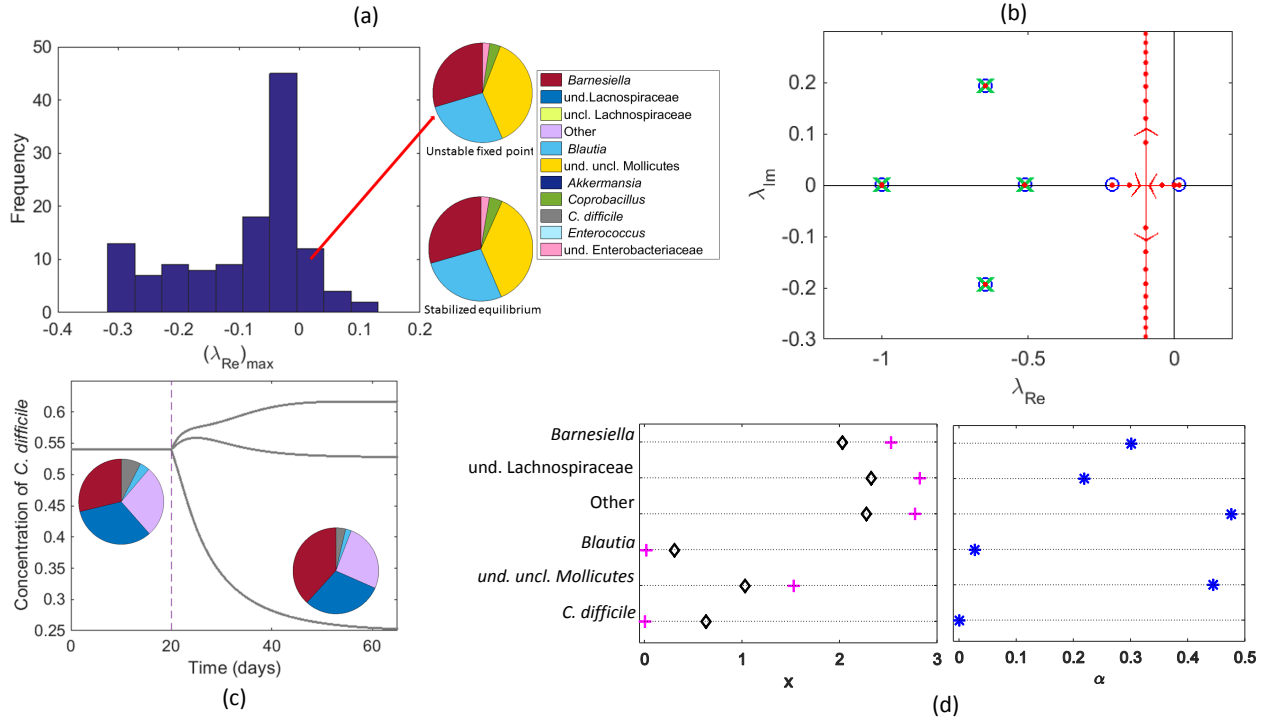 (a)
50
40
30
20
10
0
Frequency
-0.4
-0.3
-0.2
-0.1
0
0.1
0.2
(λRe)max
Unstable fixed point
Stabilized equilibrium
Barnesiella
und.Lacnospiraceae
uncl. Lachnospiraceae
Other
Blautia
und. uncl. Mollicutes
Akkermansia
Coprobacillus
C. difficile
Enterococcus
und. Enterobacteriaceae
(b)
0.2
0.1
0
-0.1
-0.2
-0.3
λIm
-1
-0.5
0
λRe
0.6
0.55
0.5
0.45
0.4
0.35
0.3
0.25
Concentration of C. difficile
0
20
40
60
Time (days)
(c)
Barnesiella
und. Lachnospiraceae
Other
Blautia
und. uncl. Mollicutes
C. difficile
0
1
2
3
x
0
0.1
0.2
0.3
0.4
0.5
α
(d)